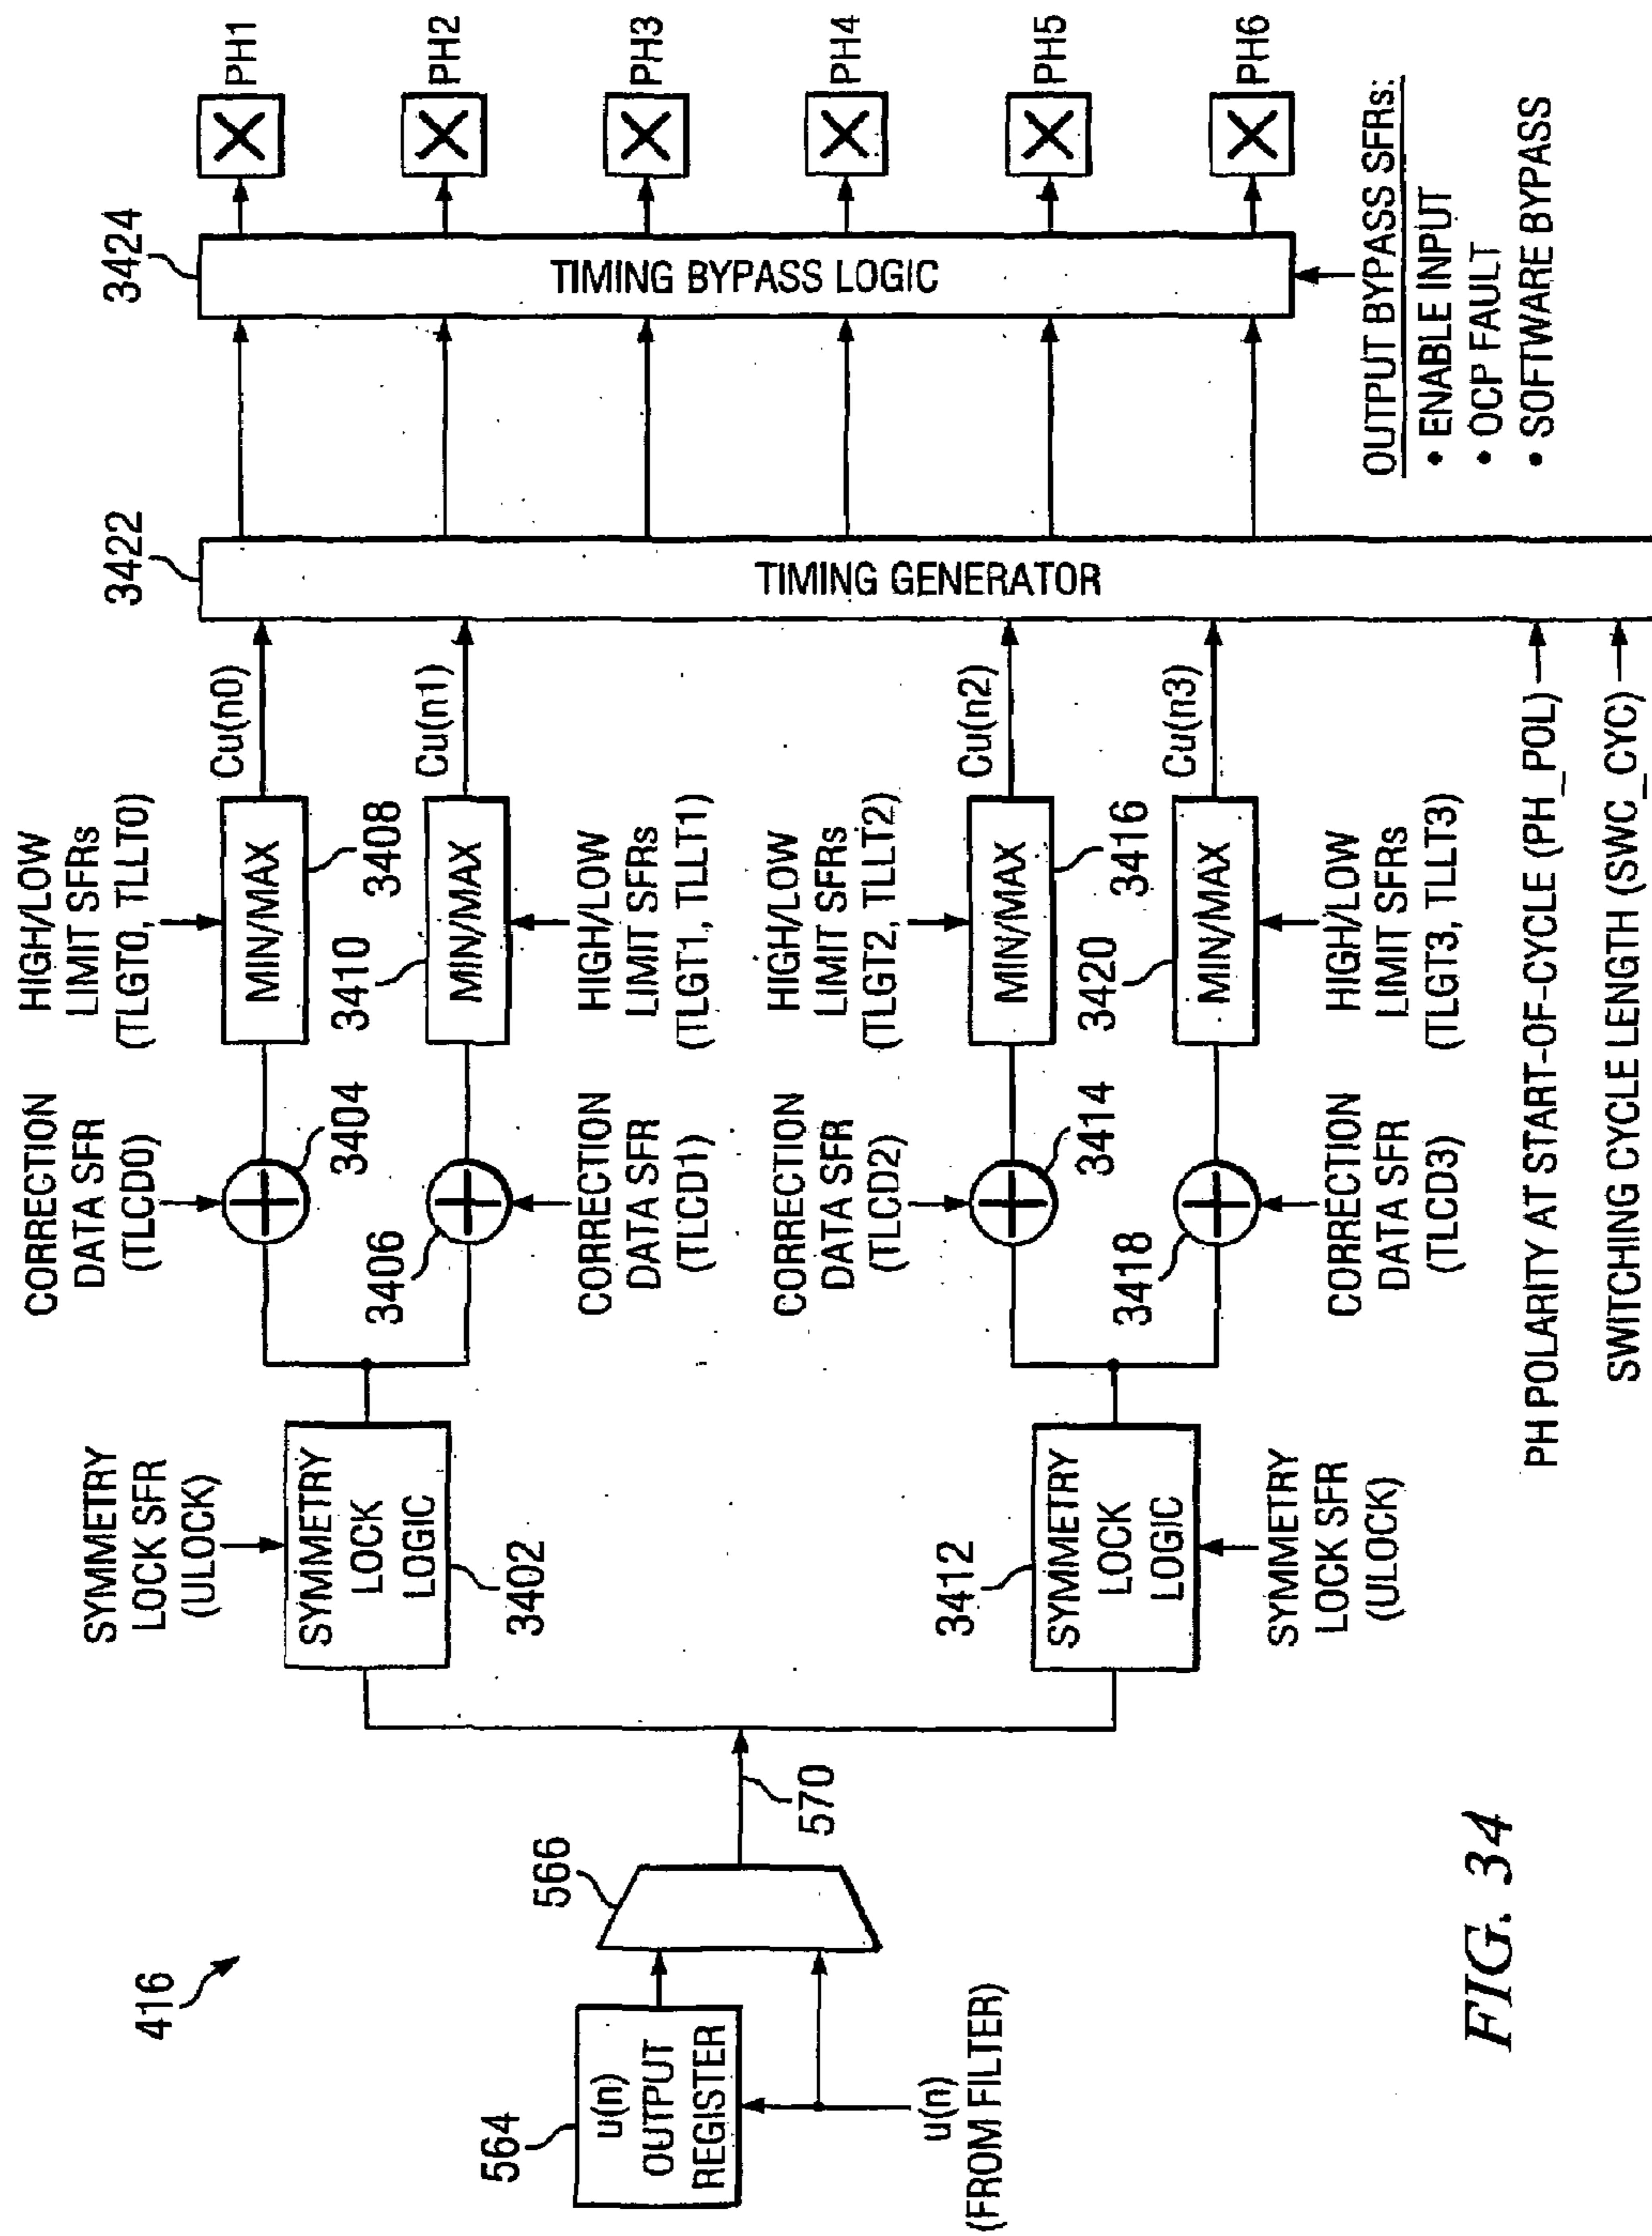 416
564
u(n)
OUTPUT
REGISTER
u(n)
(FROM FILTER)
566
570
SYMMETRY
LOCK SFR
(ULOCK)
SYMMETRY
LOCK
LOGIC
3402
3412
SYMMETRY
LOCK
LOGIC
SYMMETRY
LOCK SFR
(ULOCK)
CORRECTION
DATA SFR
(TLCD0)
3404
3406
CORRECTION
DATA SFR
(TLCD1)
CORRECTION
DATA SFR
(TLCD2)
3414
3418
CORRECTION
DATA SFR
(TLCD3)
HIGH/LOW
LIMIT SFRs
(TLGT0, TLLT0)
MIN/MAX
3408
3410
MIN/MAX
HIGH/LOW
LIMIT SFRs
(TLGT1, TLLT1)
HIGH/LOW
LIMIT SFRs
(TLGT2, TLLT2)
MIN/MAX
3416
3420
MIN/MAX
HIGH/LOW
LIMIT SFRs
(TLGT3, TLLT3)
Cu(n0)
Cu(n1)
Cu(n2)
Cu(n3)
PH POLARITY AT START-OF-CYCLE (PH_POL)
SWITCHING CYCLE LENGTH (SWC_CYC)
3422
TIMING GENERATOR
3424
TIMING BYPASS LOGIC
PH1
PH2
PH3
PH4
PH5
PH6
OUTPUT BYPASS SFRs:
• ENABLE INPUT
• OCP FAULT
• SOFTWARE BYPASS
FIG. 34